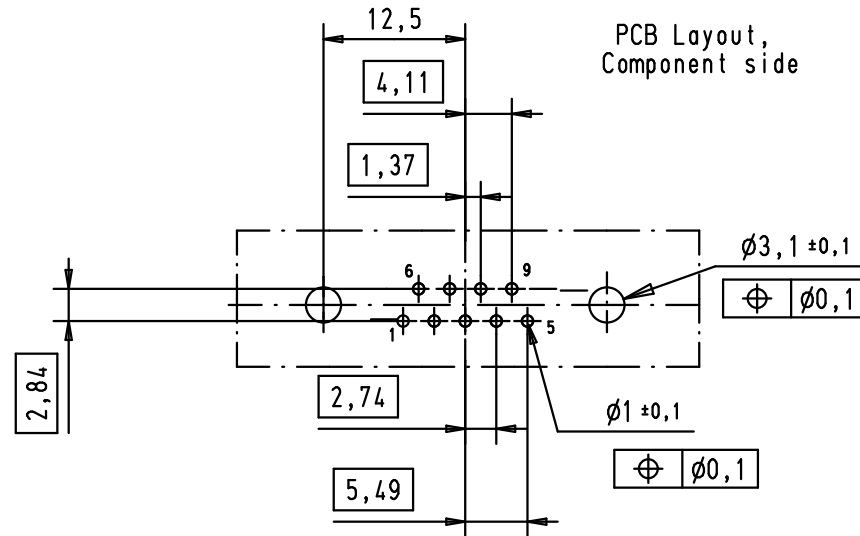 12,5
PCB Layout,
Component side
4,11
1,37
Ø3,1 ±0,1
6
9
Ø0,1
1
5
2,84
2,74
Ø1 ±0,1
Ø0,1
5,49